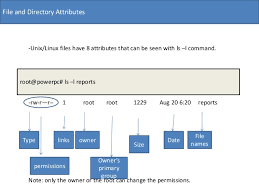 File and Directory Attributes
-Unix/Linux files have 8 attributes that can be seen with ls –l command.
root@powerpc# ls –l reports
-rw-r--r-- 1 root root 1229 Aug 20 6:20 reports
Type links owner Size Date File names
permissions Owner's primary group
Note: only the owner or the root can change the permissions.